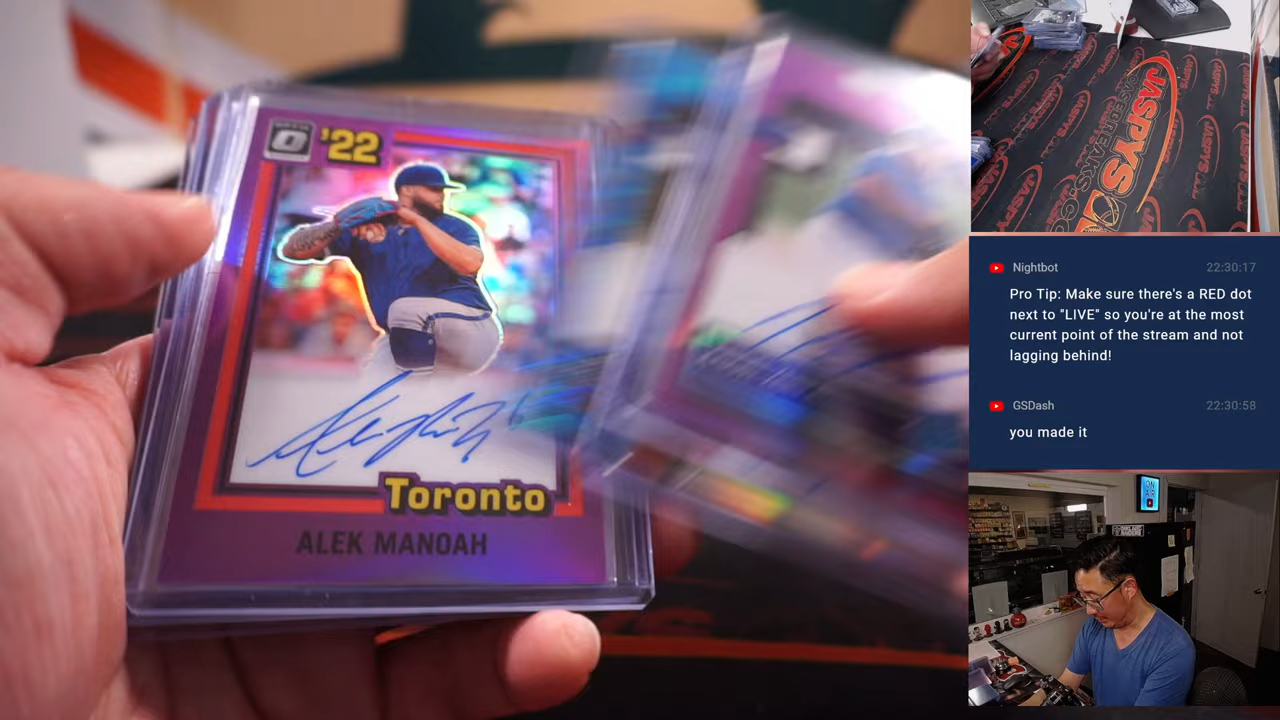 '22
Toronto
ALEK MANOAH
JASPYS
Nightbot
22:30:17
Pro Tip: Make sure there's a RED dot
next to "LIVE" so you're at the most
current point of the stream and not
lagging behind!
GSDash
22:30:58
you made it
ON
AIR